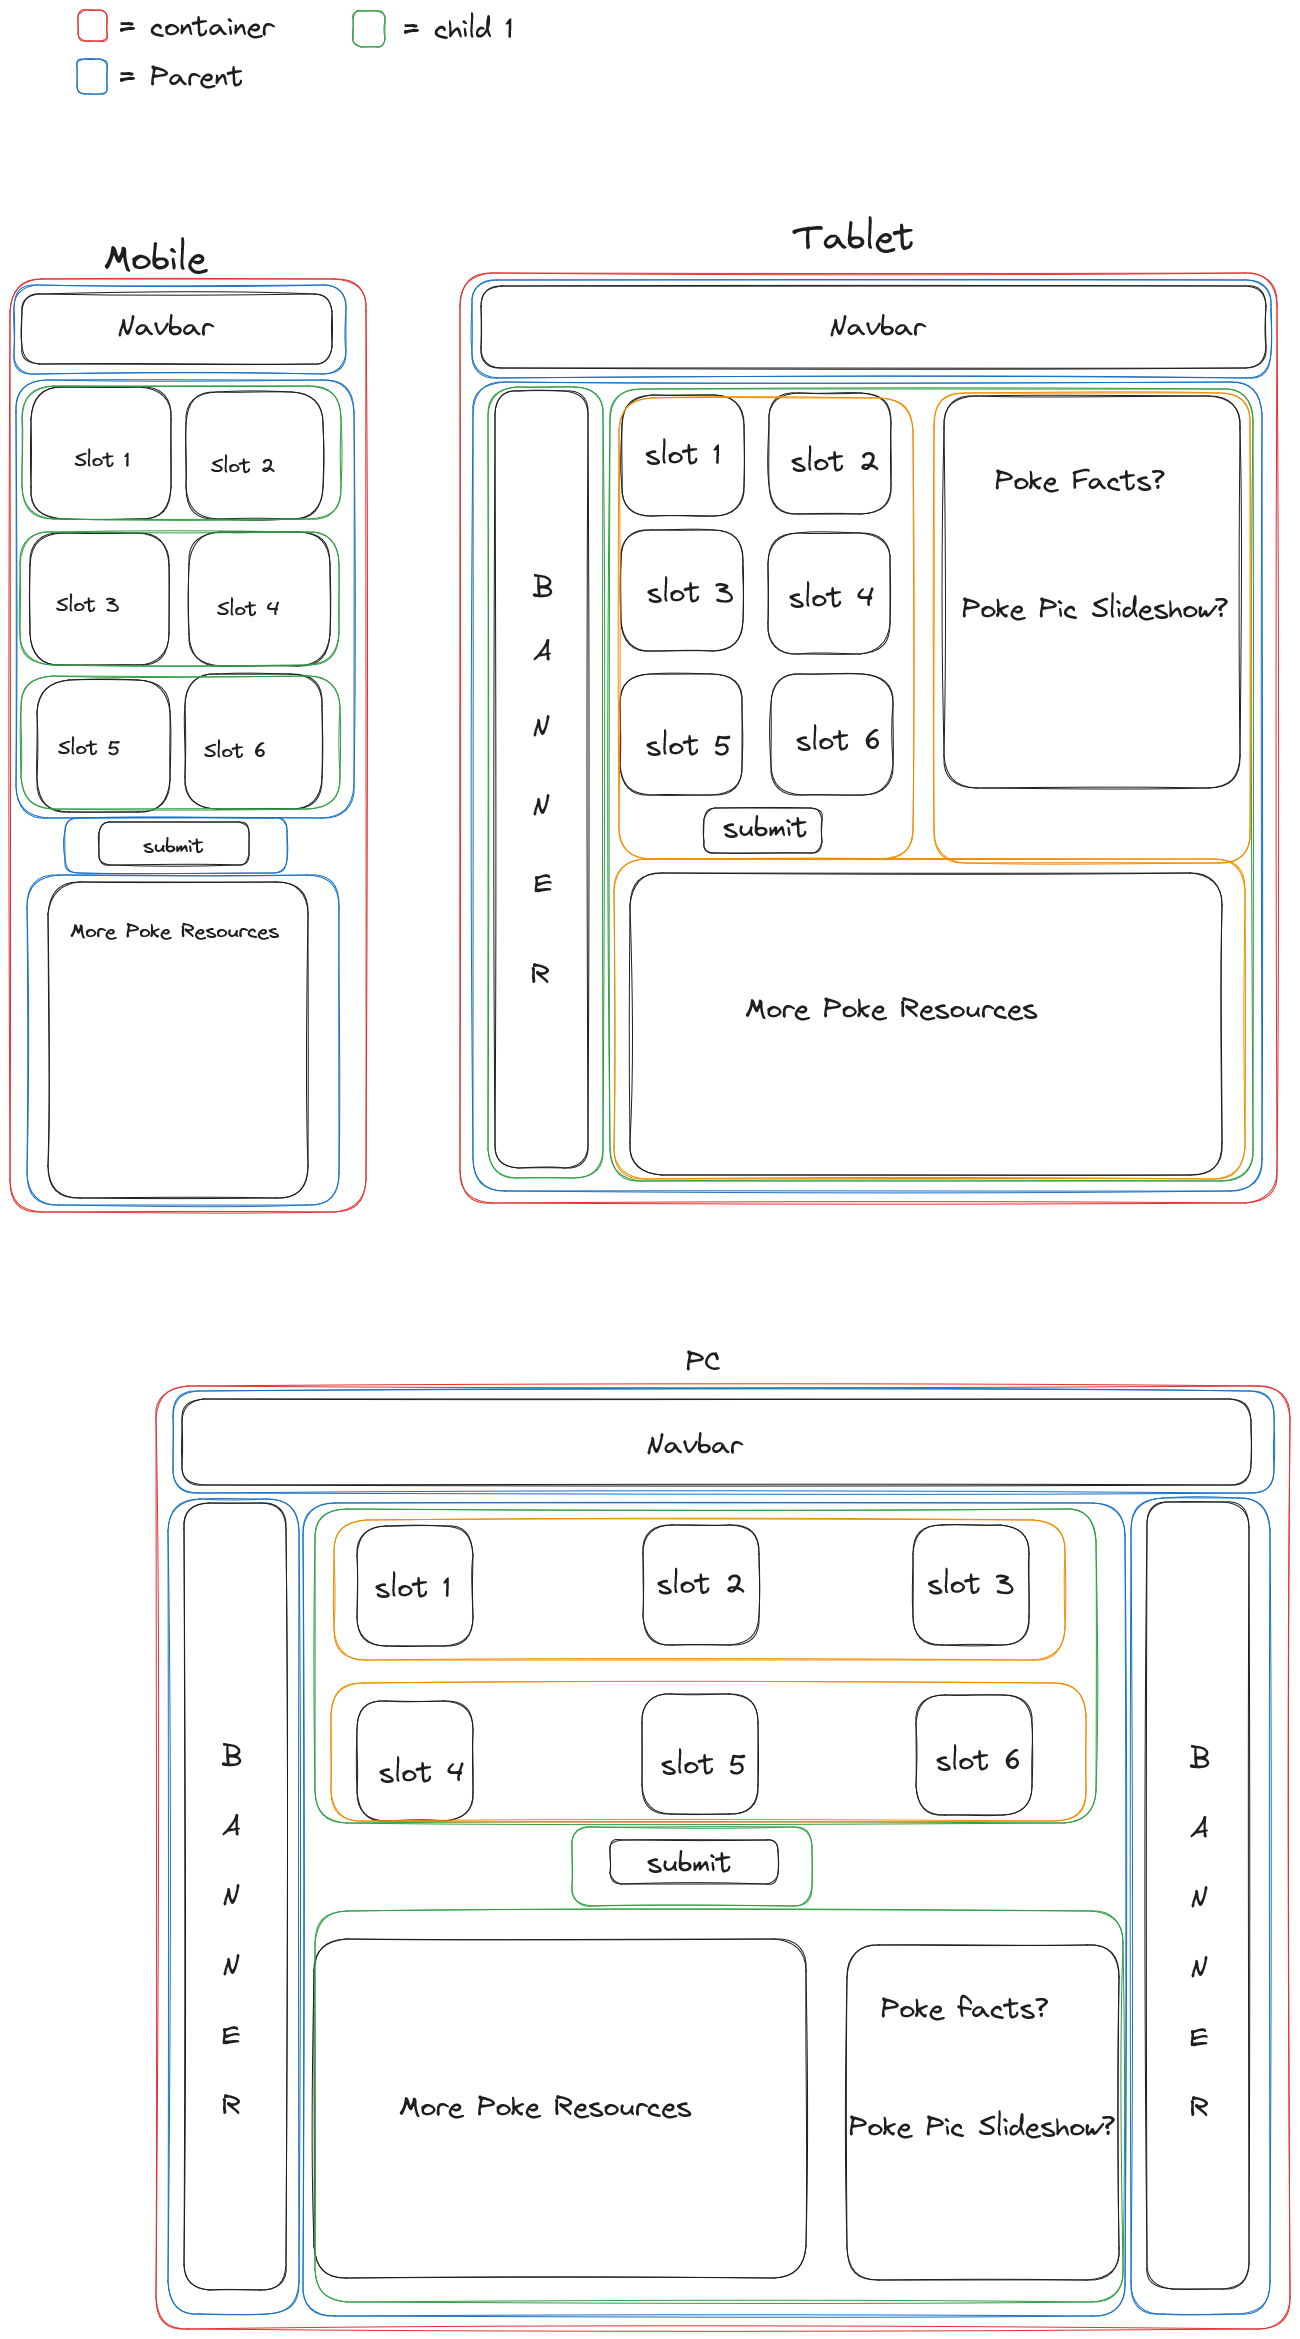 = container
= child 1
= Parent
Mobile
Navbar
slot 1
slot 2
slot 3
slot 4
slot 5
slot 6
submit
More Poke Resources
Tablet
Navbar
B
A
N
N
E
R
slot 1
slot 2
slot 3
slot 4
slot 5
slot 6
submit
Poke Facts?
Poke Pic Slideshow?
More Poke Resources
PC
Navbar
B
A
N
N
E
R
slot 1
slot 2
slot 3
slot 4
slot 5
slot 6
submit
More Poke Resources
Poke facts?
Poke Pic Slideshow?
B
A
N
N
E
R